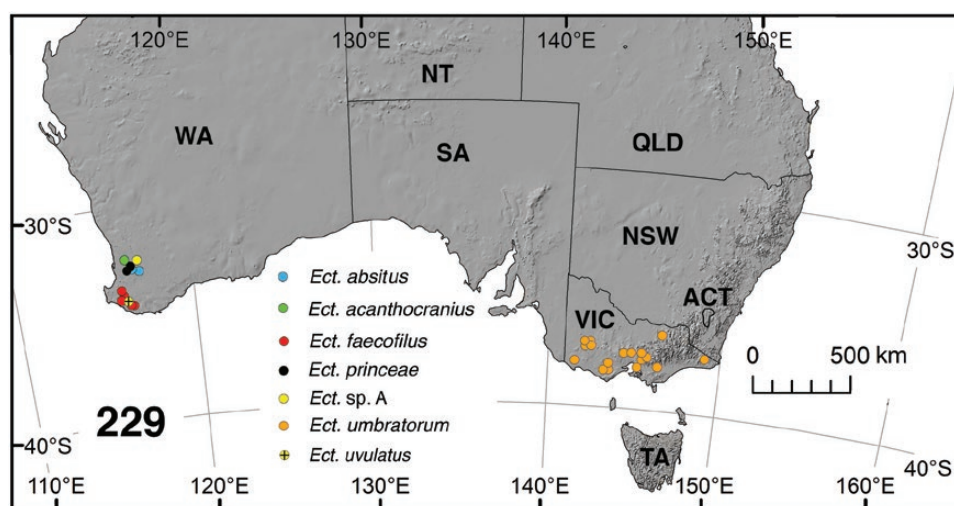 120°E 130°E 140°E 150°E
NT
WA
SA
QLD
30°S
NSW
30°S
Ect. absitus
Ect. acanthocranius
ACT
VIC
Ect. faecofilus
0 500 km
Ect. princeae
Ect. sp. A
229
Ect. umbratorum
40°S
Ect. uvulatus
TA
40°S
110°E 120°E 130°E 140°E 150°E 160°E